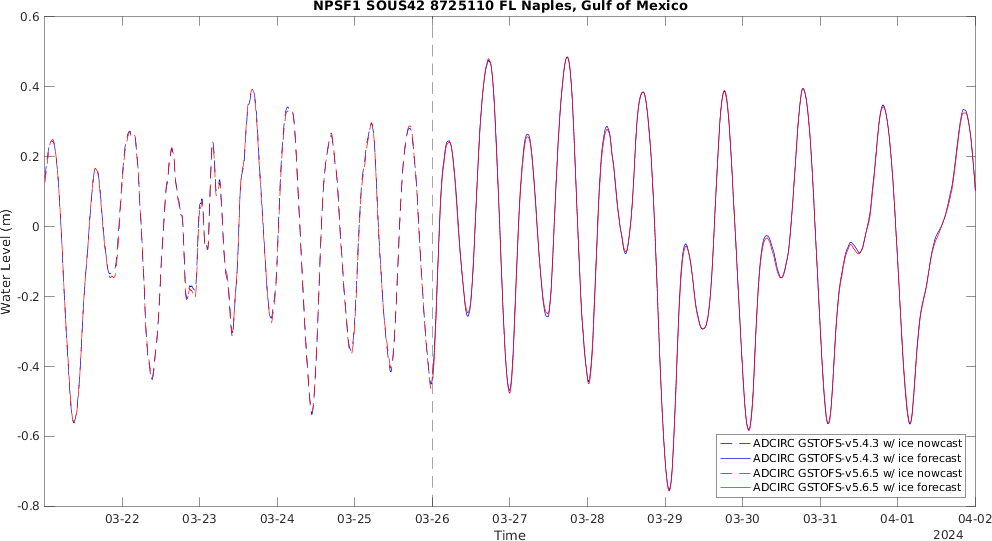 NPSF1 SOUS42 8725110 FL Naples, Gulf of Mexico
0.6
0.4
0.2
0
-0.2
-0.4
-0.6
-0.8
Water Level (m)
ADCIRC GSTOFS-v5.4.3 w/ ice nowcast
ADCIRC GSTOFS-v5.4.3 w/ ice forecast
ADCIRC GSTOFS-v5.6.5 w/ ice nowcast
ADCIRC GSTOFS-v5.6.5 w/ ice forecast
03-22 03-23 03-24 03-25 03-26 03-27 03-28 03-29 03-30 03-31 04-01 04-02
Time
2024